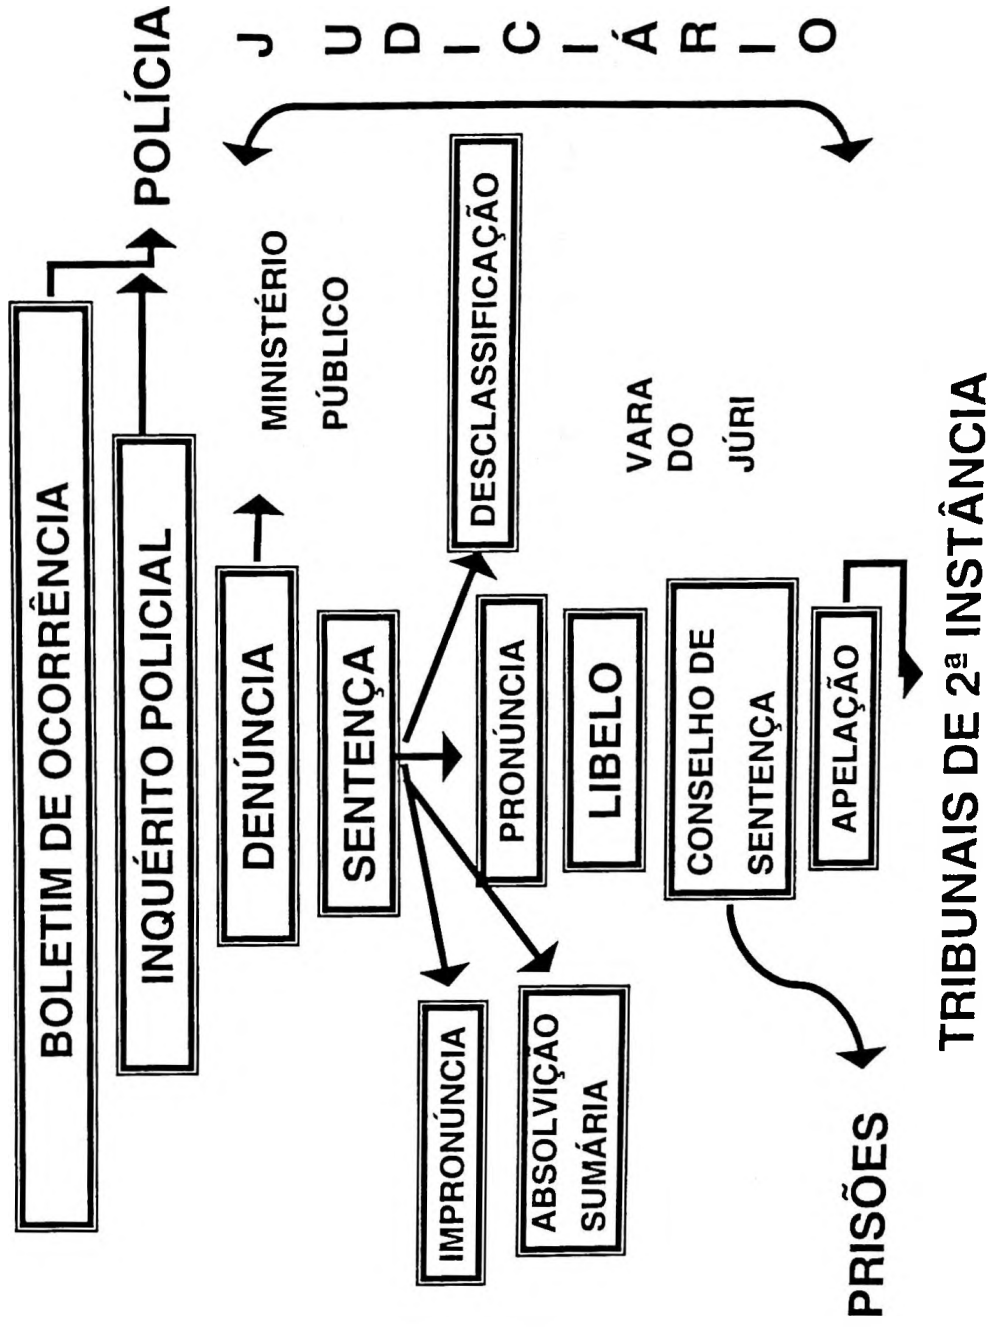 BOLETIM DE OCORRÊNCIA
POLÍCIA
INQUÉRITO POLICIAL
DENÚNCIA
MINISTÉRIO
PÚBLICO
SENTENÇA
IMPRONÚNCIA
DESCLASSIFICAÇÃO
PRONÚNCIA
ABSOLVIÇÃO
SUMÁRIA
LIBELO
VARA
DO
JÚRI
CONSELHO DE
SENTENÇA
APELAÇÃO
PRISÕES
TRIBUNAIS DE 2ª INSTÂNCIA
JUDICIÁRIO